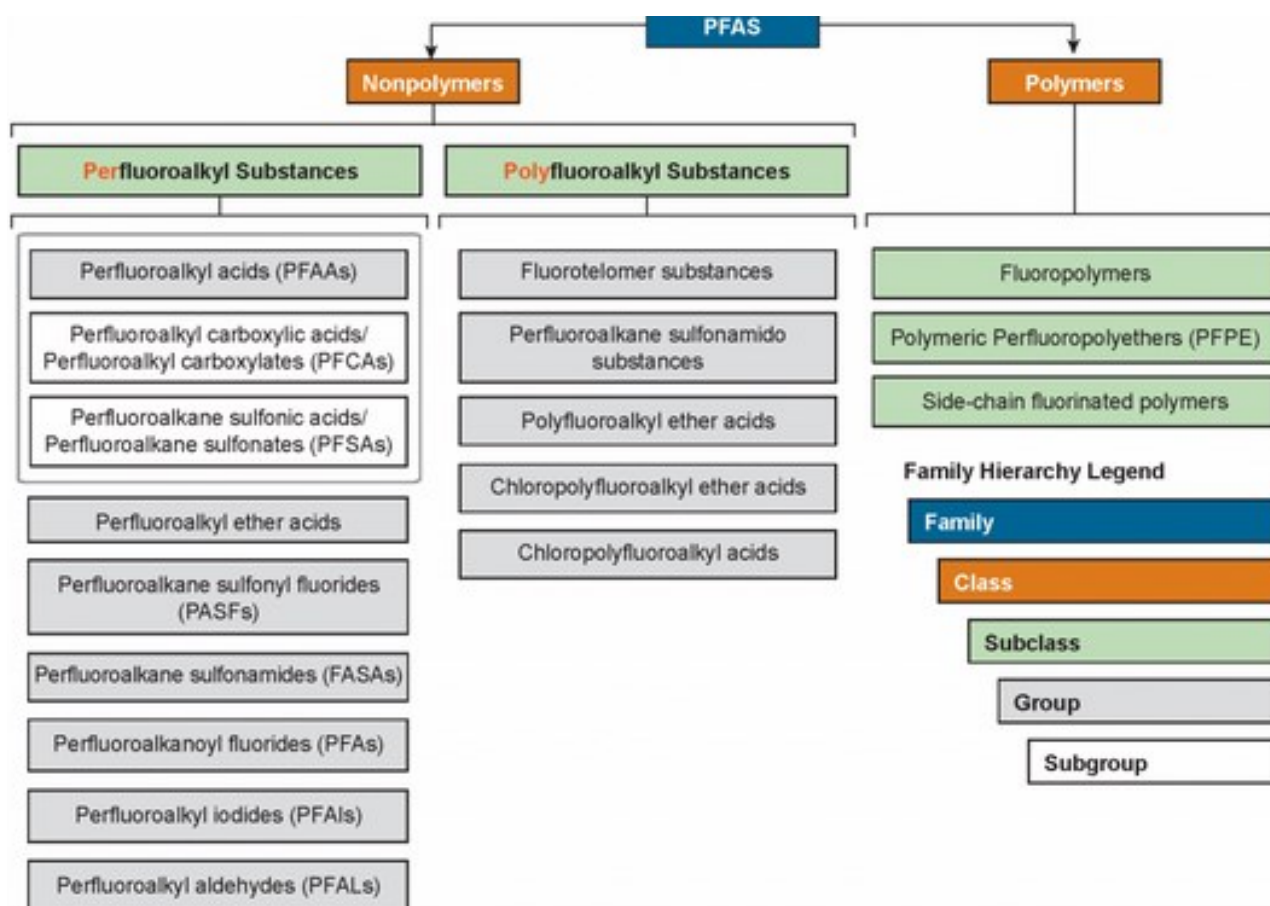 PFAS
Nonpolymers
Polymers
Perfluoroalkyl Substances
Polyfluoroalkyl Substances
Perfluoroalkyl acids (PFAAs)
Perfluoroalkyl carboxylic acids/
Perfluoroalkyl carboxylates (PFCAs)
Perfluoroalkane sulfonic acids/
Perfluoroalkane sulfonates (PFSAs)
Perfluoroalkyl ether acids
Perfluoroalkane sulfonyl fluorides
(PASFs)
Perfluoroalkane sulfonamides (FASAs)
Perfluoroalkanoyl fluorides (PFAs)
Perfluoroalkyl iodides (PFAIs)
Perfluoroalkyl aldehydes (PFALs)
Fluorotelomer substances
Perfluoroalkane sulfonamido
substances
Polyfluoroalkyl ether acids
Chloropolyfluoroalkyl ether acids
Chloropolyfluoroalkyl acids
Fluoropolymers
Polymeric Perfluoropolyethers (PFPE)
Side-chain fluorinated polymers
Family Hierarchy Legend
Family
Class
Subclass
Group
Subgroup